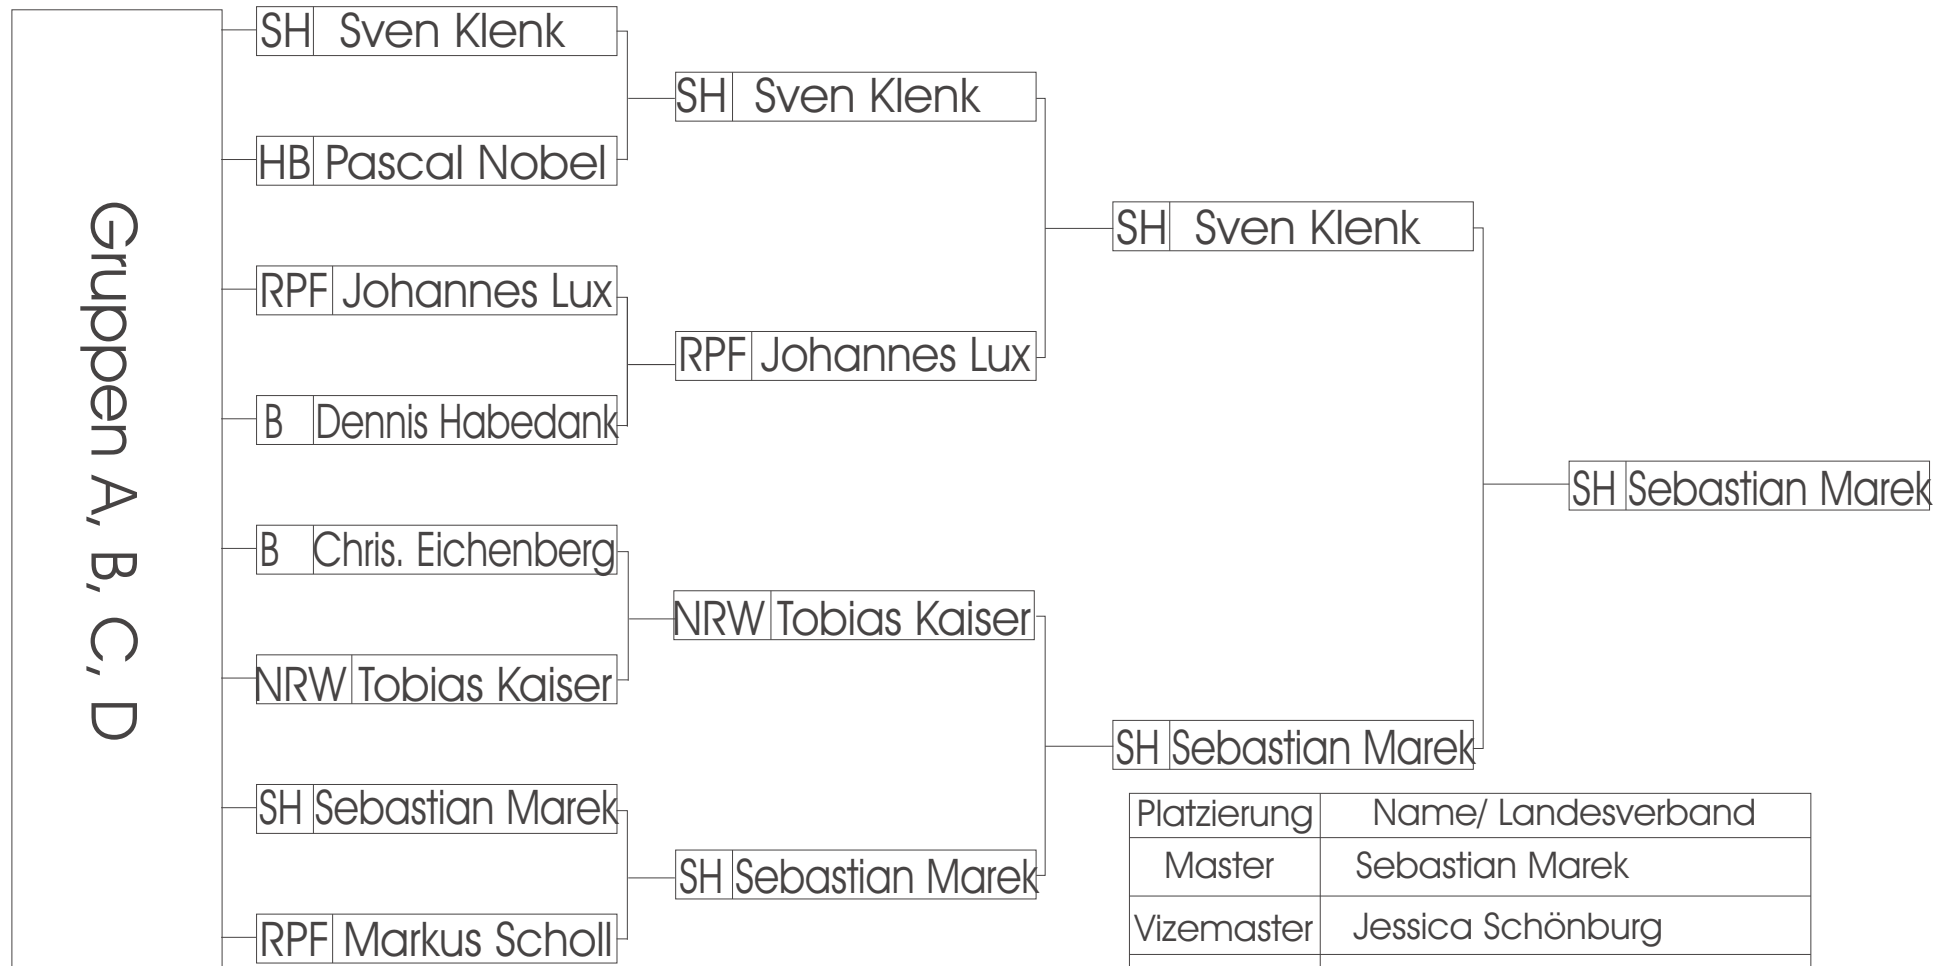 Gruppen A, B, C, D
SH Sven Klenk
HB Pascal Nobel
RPF Johannes Lux
B Dennis Habedank
B Chris. Eichenberg
NRW Tobias Kaiser
SH Sebastian Marek
RPF Markus Scholl
SH Sven Klenk
RPF Johannes Lux
NRW Tobias Kaiser
SH Sebastian Marek
SH Sven Klenk
SH Sebastian Marek
SH Sebastian Marek
Platzierung Name/ Landesverband
Master Sebastian Marek
Vizemaster Jessica Schönburg